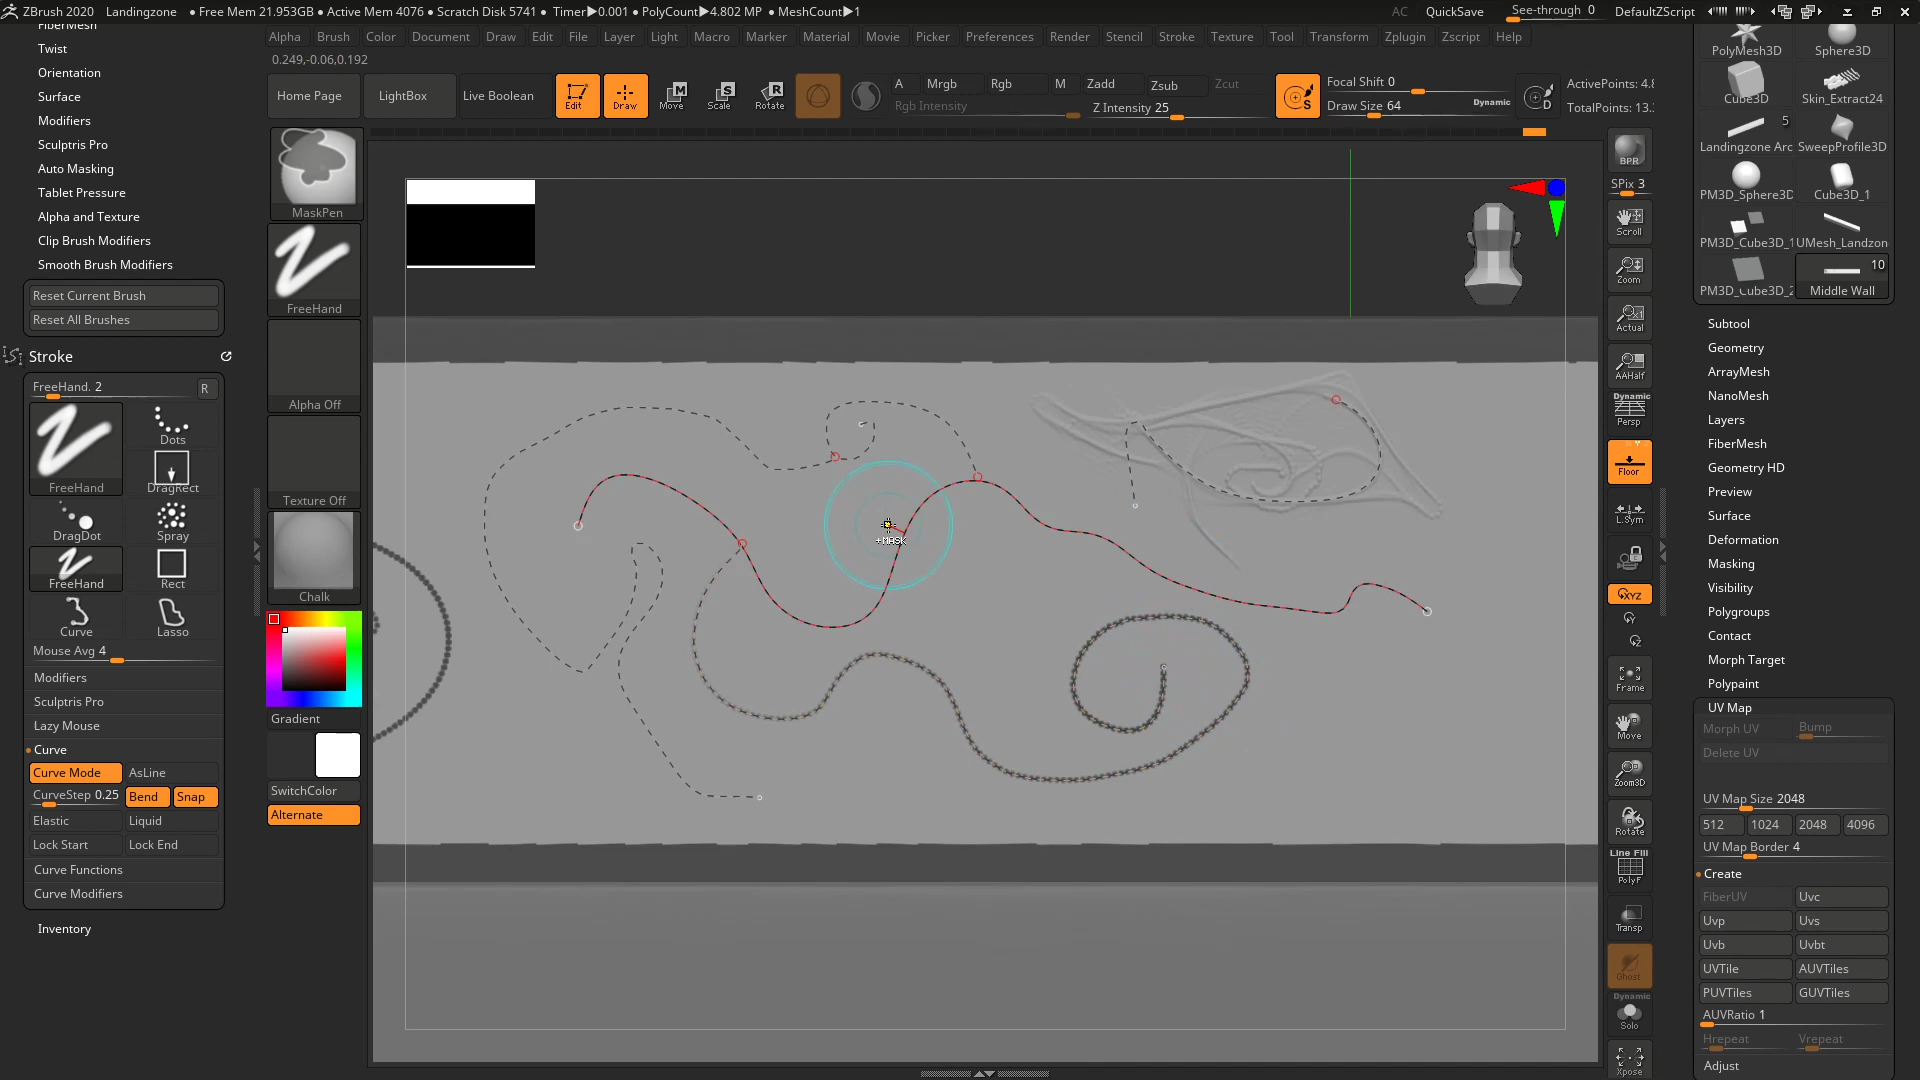 ZBrush 2020 Landingzone ● Free Mem 21.953GB ● Active Mem 4076 ● Scratch Disk 5741 ● Timer▶0.001 ● PolyCount▶4.802 MP ● MeshCount▶1 AC QuickSave See-through 0 DefaultZScript
Alpha Brush Color Document Draw Edit File Layer Light Macro Marker Material Movie Picker Preferences Render Stencil Stroke Texture Tool Transform Zplugin Zscript Help
0.249,-0.06,0.192
Home Page LightBox Live Boolean Edit Draw Move Scale Rotate A Mrgb Rgb M Zadd Zsub Zcut Focal Shift 0 ActivePoints: 4.8
Rgb Intensity Z Intensity 25 S Draw Size 64 Dynamic D TotalPoints: 13.
FiberMesh
Twist
Orientation
Surface
Modifiers
Sculptris Pro
Auto Masking
Tablet Pressure
Alpha and Texture
Clip Brush Modifiers
Smooth Brush Modifiers
Reset Current Brush
Reset All Brushes
Stroke
FreeHand. 2 R
FreeHand Dots
DragRect
DragDot Spray
FreeHand Rect
Curve Lasso
Mouse Avg 4
Modifiers
Sculptris Pro
Lazy Mouse
Curve
Curve Mode AsLine
CurveStep 0.25 Bend Snap
Elastic Liquid
Lock Start Lock End
Curve Functions
Curve Modifiers
Inventory
MaskPen
FreeHand
Alpha Off
Texture Off
Chalk
Gradient
SwitchColor
Alternate
+MASK
BPR
SPix 3
Scroll
Zoom
Actual
AAHalf
Dynamic
Persp
Floor
L.Sym
XYZ
Y
Z
Frame
Move
Zoom3D
Rotate
Line Fill
PolyF
Transp
Ghost
Dynamic
Solo
Xpose
PolyMesh3D Sphere3D
Cube3D Skin_Extract24
5
Landingzone Arc SweepProfile3D
PM3D_Sphere3D Cube3D_1
PM3D_Cube3D_1 UMesh_Landzon
10
PM3D_Cube3D_2 Middle Wall
Subtool
Geometry
ArrayMesh
NanoMesh
Layers
FiberMesh
Geometry HD
Preview
Surface
Deformation
Masking
Visibility
Polygroups
Contact
Morph Target
Polypaint
UV Map
Morph UV Bump
Delete UV
UV Map Size 2048
512 1024 2048 4096
UV Map Border 4
Create
FiberUV Uvc
Uvp Uvs
Uvb Uvbt
UVTile AUVTiles
PUVTiles GUVTiles
AUVRatio 1
Hrepeat Vrepeat
Adjust